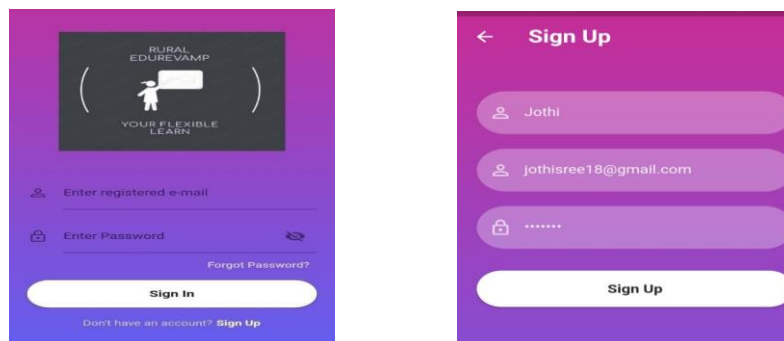 RURAL
EDUREVAMP
YOUR FLEXIBLE
LEARN
Enter registered e-mail
Enter Password
Forgot Password?
Sign In
Don't have an account? Sign Up
Sign Up
Jothi
jothisree18@gmail.com
•••••••
Sign Up